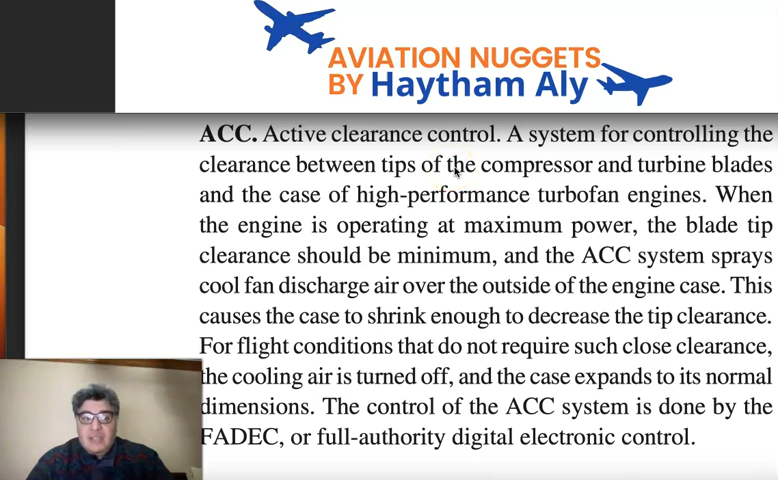 AVIATION NUGGETS
BY Haytham Aly
ACC. Active clearance control. A system for controlling the
clearance between tips of the compressor and turbine blades
and the case of high-performance turbofan engines. When
the engine is operating at maximum power, the blade tip
clearance should be minimum, and the ACC system sprays
cool fan discharge air over the outside of the engine case. This
causes the case to shrink enough to decrease the tip clearance.
For flight conditions that do not require such close clearance,
the cooling air is turned off, and the case expands to its normal
dimensions. The control of the ACC system is done by the
FADEC, or full-authority digital electronic control.